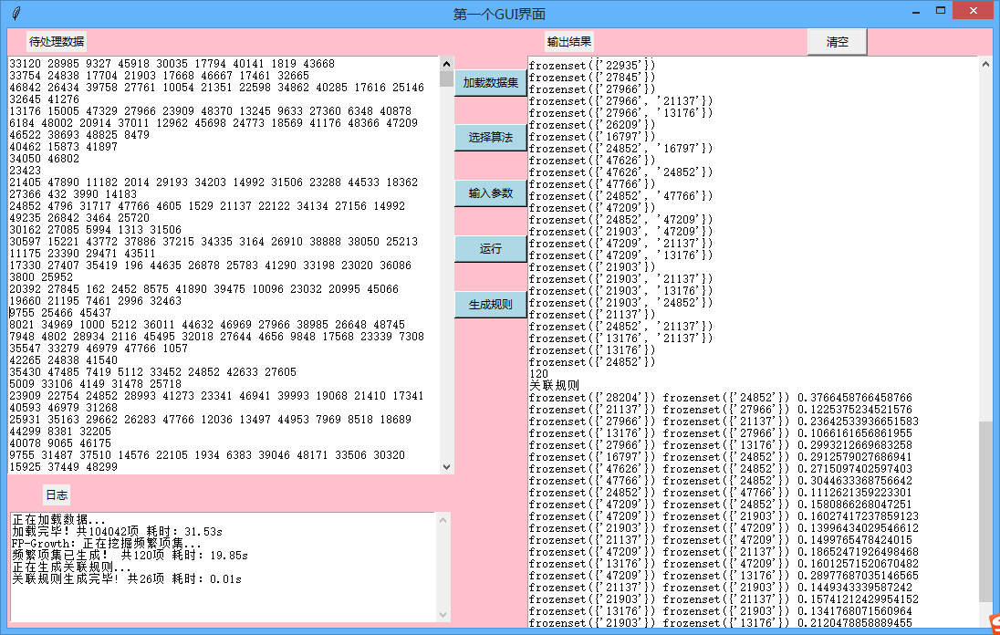 第一个GUI界面
待处理数据
33120 28985 9327 45918 30035 17794 40141 1819 43668
33754 24838 17704 21903 17668 46667 17461 32665
46842 26434 39758 27761 10054 21351 22598 34862 40285 17616 25146
32645 41276
13176 15005 47329 27966 23909 48370 13245 9633 27360 6348 40878
6184 48002 20914 37011 12962 45698 24773 18569 41176 48366 47209
46522 38693 48825 8479
40462 15873 41897
34050 46802
23423
21405 47890 11182 2014 29193 34203 14992 31506 23288 44533 18362
27366 432 3990 14183
24852 4796 31717 47766 4605 1529 21137 22122 34134 27156 14992
49235 26842 3464 25720
30162 27085 5994 1313 31506
30597 15221 43772 37886 37215 34335 3164 26910 38888 38050 25213
11175 23390 29471 43511
17330 27407 35419 196 44635 26878 25783 41290 33198 23020 36086
3800 25952
20392 27845 162 2452 8575 41890 39475 10096 23032 20995 45066
19660 21195 7461 2996 32463
9755 25466 45437
8021 34969 1000 5212 36011 44632 46969 27966 38985 26648 48745
7948 4802 28934 2116 45495 32018 27644 4656 9848 17568 23339 7308
35547 33279 46979 47766 1057
42265 24838 41540
35430 47485 7419 5112 33452 24852 42633 27605
5009 33106 4149 31478 25718
23909 22754 24852 28993 41273 23341 46941 39993 19068 21410 17341
40593 46979 31268
25931 35163 29662 26283 47766 12036 13497 44953 7969 8518 18689
44299 8381 32205
40078 9065 46175
9755 31487 37510 14576 22105 1934 6383 39046 48171 33506 30320
15925 37449 48299
日志
正在加载数据...
加载完毕! 共104042项 耗时: 31.53s
FP-Growth: 正在挖掘频繁项集...
频繁项集已生成! 共120项 耗时: 19.85s
正在生成关联规则...
关联规则生成完毕! 共26项 耗时: 0.01s
加载数据集
选择算法
输入参数
运行
生成规则
输出结果
清空
frozenset({'22935'})
frozenset({'27845'})
frozenset({'27966'})
frozenset({'27966', '21137'})
frozenset({'27966', '13176'})
frozenset({'26209'})
frozenset({'16797'})
frozenset({'24852', '16797'})
frozenset({'47626'})
frozenset({'47626', '24852'})
frozenset({'47766'})
frozenset({'24852', '47766'})
frozenset({'47209'})
frozenset({'24852', '47209'})
frozenset({'21903', '47209'})
frozenset({'47209', '21137'})
frozenset({'47209', '13176'})
frozenset({'21903'})
frozenset({'21903', '21137'})
frozenset({'21903', '13176'})
frozenset({'21903', '24852'})
frozenset({'21137'})
frozenset({'24852', '21137'})
frozenset({'13176', '21137'})
frozenset({'13176'})
frozenset({'24852'})
120
关联规则
frozenset({'28204'}) frozenset({'24852'}) 0.3766458766458766
frozenset({'21137'}) frozenset({'27966'}) 0.1225375234521576
frozenset({'27966'}) frozenset({'21137'}) 0.23642533936651583
frozenset({'13176'}) frozenset({'27966'}) 0.1066161656861955
frozenset({'27966'}) frozenset({'13176'}) 0.2993212669683258
frozenset({'16797'}) frozenset({'24852'}) 0.2912579027686941
frozenset({'47626'}) frozenset({'24852'}) 0.2715097402597403
frozenset({'47766'}) frozenset({'24852'}) 0.3044633368756642
frozenset({'24852'}) frozenset({'47766'}) 0.1112621359223301
frozenset({'47209'}) frozenset({'24852'}) 0.1580866268047251
frozenset({'47209'}) frozenset({'21903'}) 0.16027417237859123
frozenset({'21903'}) frozenset({'47209'}) 0.13996434029546612
frozenset({'21137'}) frozenset({'47209'}) 0.1499765478424015
frozenset({'47209'}) frozenset({'21137'}) 0.18652471926498468
frozenset({'13176'}) frozenset({'47209'}) 0.16012571520670482
frozenset({'47209'}) frozenset({'13176'}) 0.28977687035146565
frozenset({'21137'}) frozenset({'21903'}) 0.1449343339587242
frozenset({'21903'}) frozenset({'21137'}) 0.15741212429954152
frozenset({'13176'}) frozenset({'21903'}) 0.1341768071560964
frozenset({'21903'}) frozenset({'13176'}) 0.2120478858889455